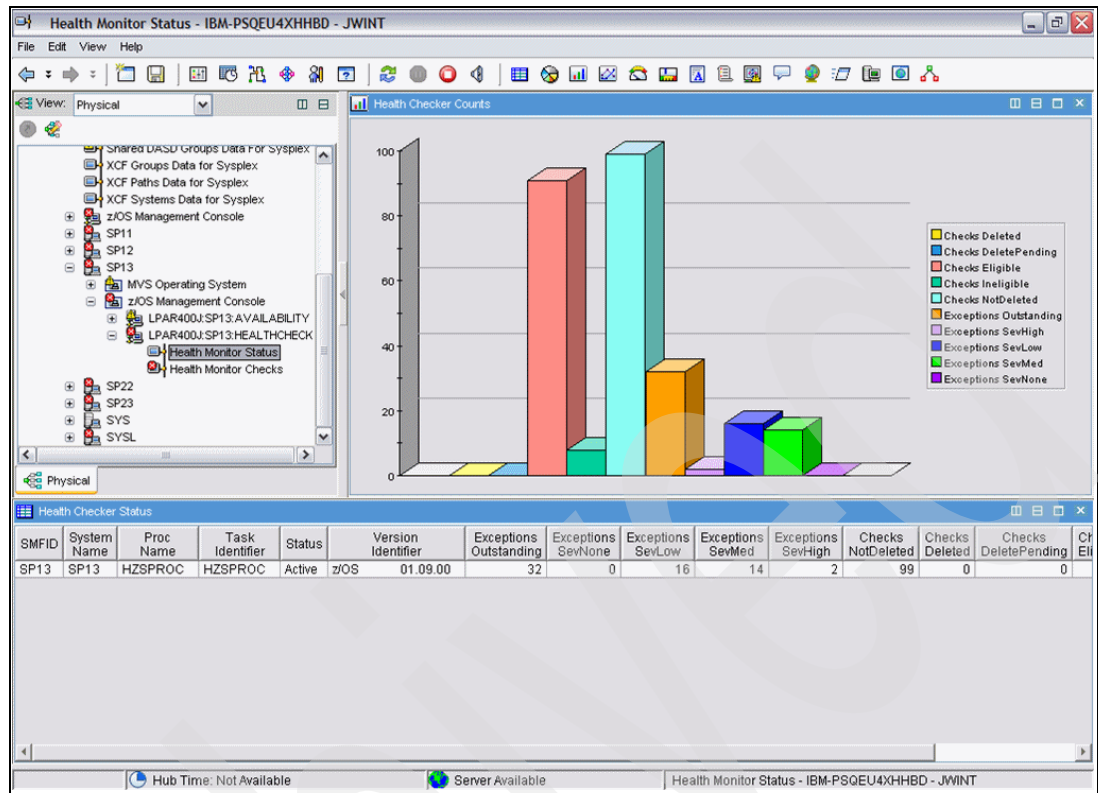 Health Monitor Status - IBM-PSQEU4XHHBD - JWINT
File Edit View Help
View: Physical
Shared DASD Groups Data For Sysplex
XCF Groups Data for Sysplex
XCF Paths Data for Sysplex
XCF Systems Data for Sysplex
z/OS Management Console
SP11
SP12
SP13
MVS Operating System
z/OS Management Console
LPAR400J:SP13:AVAILABILITY
LPAR400J:SP13:HEALTHCHECK
Health Monitor Status
Health Monitor Checks
SP22
SP23
SYS
SYSL
Physical
Health Checker Counts
100
80
60
40
20
0
Checks Deleted
Checks DeletePending
Checks Eligible
Checks Ineligible
Checks NotDeleted
Exceptions Outstanding
Exceptions SevHigh
Exceptions SevLow
Exceptions SevMed
Exceptions SevNone
Health Checker Status
SMFID System Name Proc Name Task Identifier Status Version Identifier Exceptions Outstanding Exceptions SevNone Exceptions SevLow Exceptions SevMed Exceptions SevHigh Checks NotDeleted Checks Deleted Checks DeletePending Ch Eli
SP13 SP13 HZSPROC HZSPROC Active z/OS 01.09.00 32 0 16 14 2 99 0 0
Hub Time: Not Available Server Available Health Monitor Status - IBM-PSQEU4XHHBD - JWINT